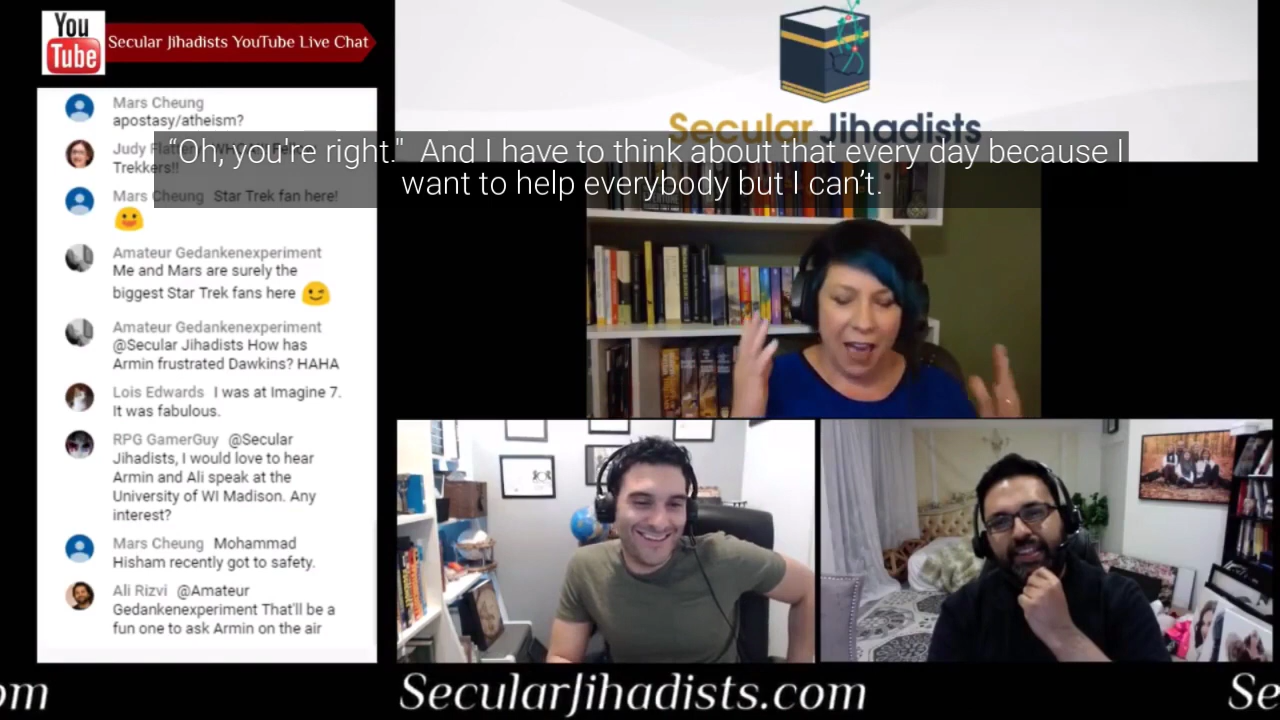 You
Tube
Secular Jihadists YouTube Live Chat
Mars Cheung
apostasy/atheism?
Judy
Trekkers!!
Mars Cheung Star Trek fan here!
Amateur Gedankenexperiment
Me and Mars are surely the
biggest Star Trek fans here
Amateur Gedankenexperiment
@Secular Jihadists How has
Armin frustrated Dawkins? HAHA
Lois Edwards I was at Imagine 7.
It was fabulous.
RPG GamerGuy @Secular
Jihadists, I would love to hear
Armin and Ali speak at the
University of WI Madison. Any
interest?
Mars Cheung Mohammad
Hisham recently got to safety.
Ali Rizvi @Amateur
Gedankenexperiment That'll be a
fun one to ask Armin on the air
Secular Jihadists
“Oh, you're right." And I have to think about that every day because I
want to help everybody but I can’t.
om
SecularJihadists.com
Se